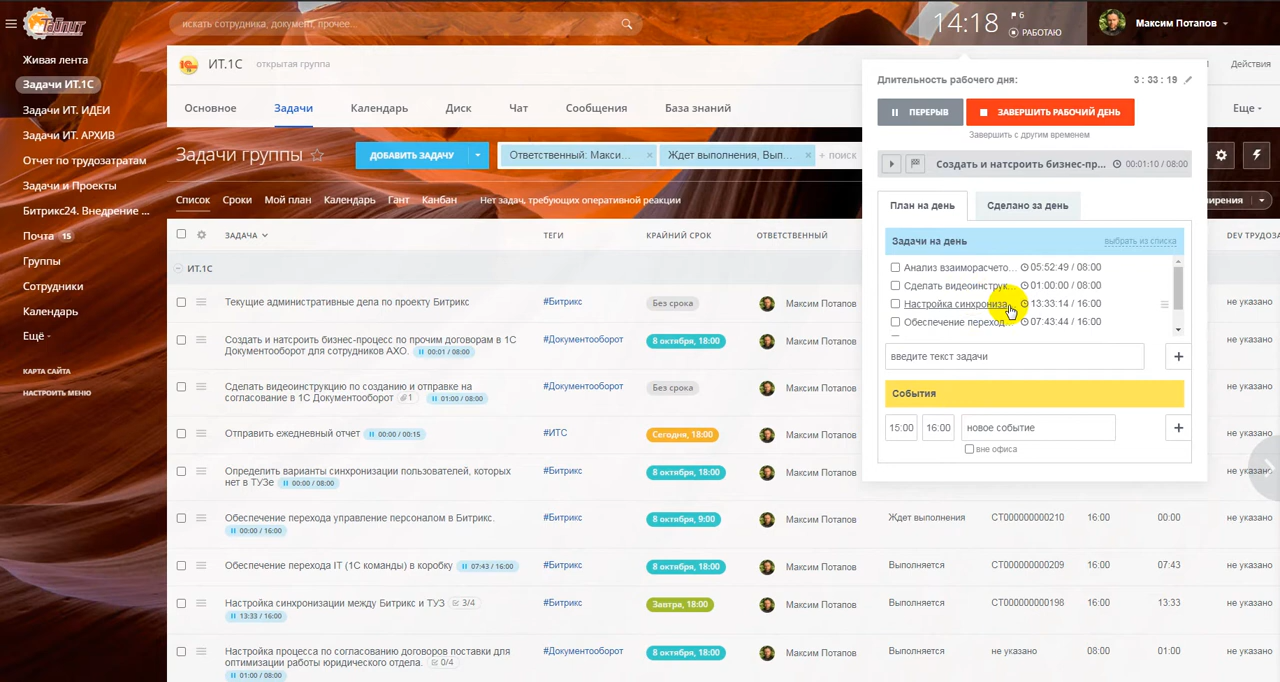 Тайпит
искать сотрудника, документ, прочее...
14:18
6
РАБОТАЮ
Максим Потапов
Живая лента
Задачи ИТ.1С
Задачи ИТ. ИДЕИ
Задачи ИТ. АРХИВ
Отчет по трудозатратам
Задачи и Проекты
Битрикс24. Внедрение ...
Почта 15
Группы
Сотрудники
Календарь
Ещё
КАРТА САЙТА
НАСТРОИТЬ МЕНЮ
ИТ.1С открытая группа
Действия
Основное Задачи Календарь Диск Чат Сообщения База знаний Еще
Задачи группы
ДОБАВИТЬ ЗАДАЧУ
Ответственный: Макси... × Ждет выполнения, Вып... × + поиск
Список Сроки Мой план Календарь Гант Канбан Нет задач, требующих оперативной реакции
ирения
ЗАДАЧА ТЕГИ КРАЙНИЙ СРОК ОТВЕТСТВЕННЫЙ DEV ТРУДОЗА
ИТ.1С
Текущие административные дела по проекту Битрикс #Битрикс Без срока Максим Потапов не указано
Создать и натсроить бизнес-процесс по прочим договорам в 1С
Документооборот для сотрудников АХО. 00:01 / 08:00 #Документооборот 8 октября, 18:00 Максим Потапов не указано
Сделать видеоинструкцию по созданию и отправке на
согласование в 1С Документооборот 1 01:00 / 08:00 #Документооборот Без срока Максим Потапов не указано
Отправить ежедневный отчет 00:00 / 00:15 #ИТС Сегодня, 18:00 Максим Потапов не указано
Определить варианты синхронизации пользователей, которых
нет в ТУЗе 00:00 / 08:00 #Битрикс 8 октября, 18:00 Максим Потапов не указано
Обеспечение перехода управление персоналом в Битрикс.
00:00 / 16:00 #Битрикс 8 октября, 9:00 Максим Потапов Ждет выполнения СТ000000000210 16:00 00:00 не указано
Обеспечение перехода IT (1С команды) в коробку 07:43 / 16:00 #Битрикс 8 октября, 18:00 Максим Потапов Выполняется СТ000000000209 16:00 07:43 не указано
Настройка синхронизации между Битрикс и ТУЗ 3/4
13:33 / 16:00 #Битрикс Завтра, 18:00 Максим Потапов Выполняется СТ000000000198 16:00 13:33 не указано
Настройка процесса по согласованию договоров поставки для
оптимизации работы юридического отдела. 0/4
01:00 / 08:00 #Документооборот 8 октября, 18:00 Максим Потапов Выполняется не указано 08:00 01:00 не указано
Длительность рабочего дня: 3 : 33 : 19
ПЕРЕРЫВ ЗАВЕРШИТЬ РАБОЧИЙ ДЕНЬ
Завершить с другим временем
Создать и натсроить бизнес-пр... 00:01:10 / 08:00
План на день Сделано за день
Задачи на день выбрать из списка
Анализ взаиморасчето... 05:52:49 / 08:00
Сделать видеоинструк... 01:00:00 / 08:00
Настройка синхрониза... 13:33:14 / 16:00
Обеспечение переход... 07:43:44 / 16:00
введите текст задачи +
События
15:00 16:00 новое событие +
вне офиса